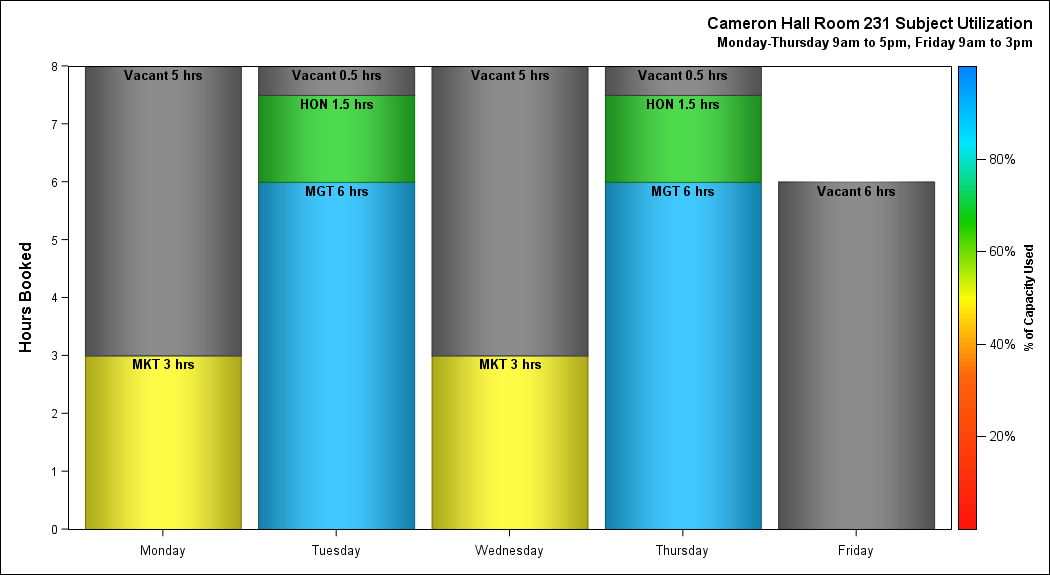 Cameron Hall Room 231 Subject Utilization
Monday-Thursday 9am to 5pm, Friday 9am to 3pm
Hours Booked
8
7
6
5
4
3
2
1
0
Vacant 5 hrs
MKT 3 hrs
Vacant 0.5 hrs
HON 1.5 hrs
MGT 6 hrs
Vacant 5 hrs
MKT 3 hrs
Vacant 0.5 hrs
HON 1.5 hrs
MGT 6 hrs
Vacant 6 hrs
Monday
Tuesday
Wednesday
Thursday
Friday
80%
60%
40%
20%
% of Capacity Used